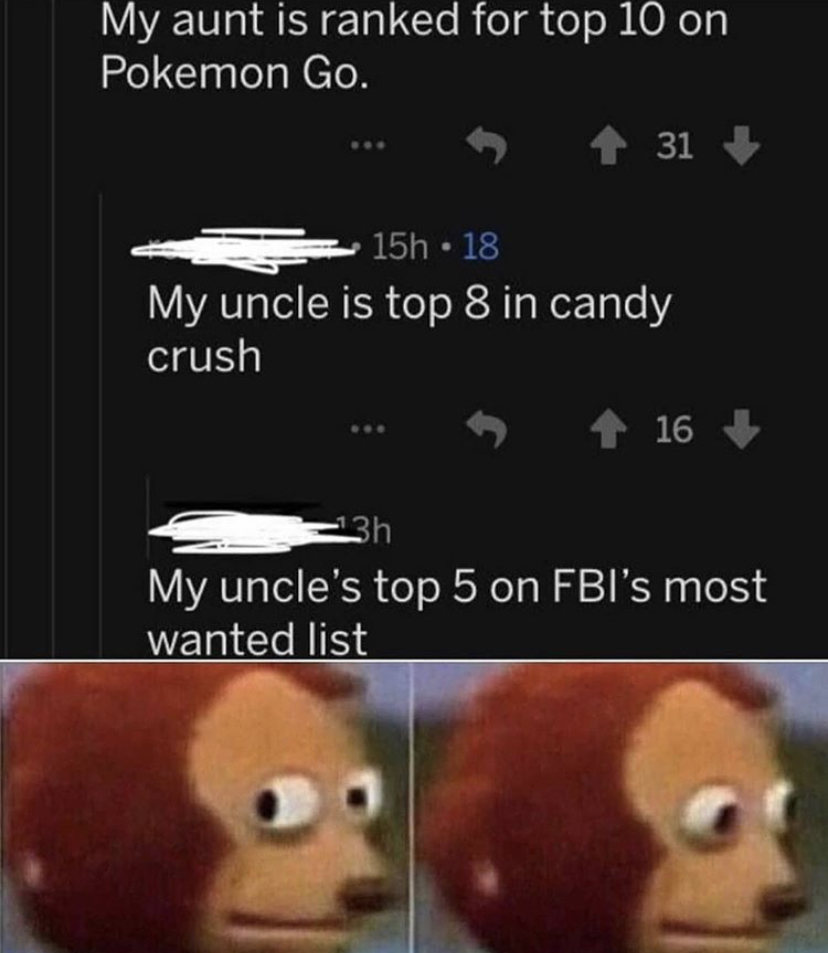 My aunt is ranked for top 10 on
Pokemon Go.
31
15h • 18
My uncle is top 8 in candy
crush
16
13h
My uncle's top 5 on FBI's most
wanted list